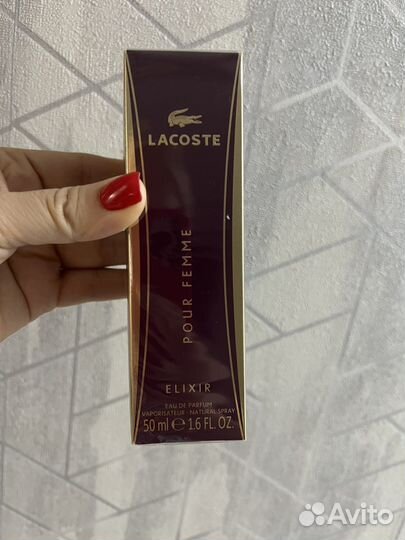 LACOSTE
POUR FEMME
ELIXIR
EAU DE PARFUM
VAPORISATEUR - NATURAL SPRAY
50 ml ℮ 1.6 FL. OZ.
Avito